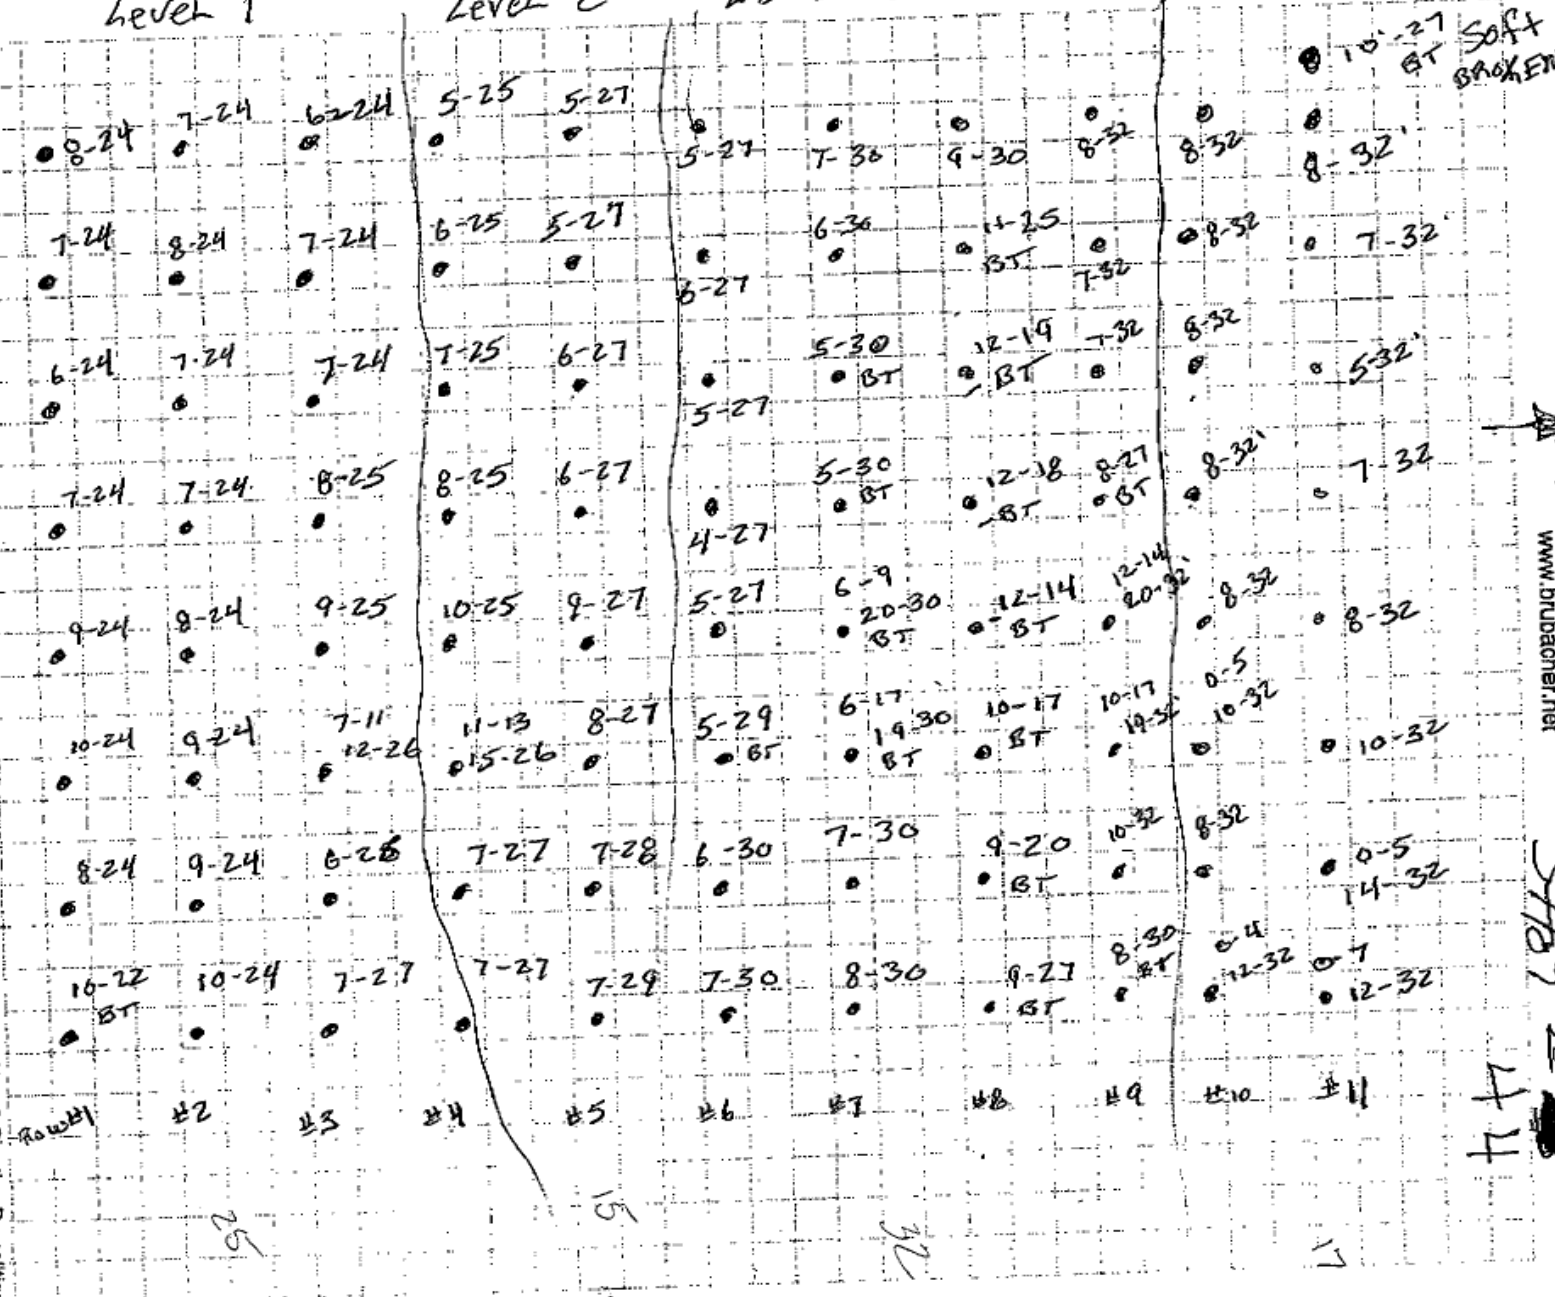 Level 1 Level 2
10-27 Soft
BT BROKEN
8-24 7-24 6-24 5-25 5-27 5-27 7-30 9-30 8-32 8-32 8-32'
7-24 8-24 7-24 6-25 5-27 6-27 6-30 11-25 BT 7-32 8-32 7-32'
6-24 7-24 7-24 7-25 6-27 5-27 5-30 BT 12-19 BT 7-32 8-32 5-32'
7-24 7-24 8-25 8-25 6-27 4-27 5-30 BT 12-18 BT 8-27 BT 8-32' 7-32
9-24 8-24 9-25 10-25 9-27 5-27 6-9 20-30 BT 12-14 BT 12-14 20-32' 8-32 8-32
10-24 9-24 7-11 12-26 11-13 15-26 8-27 5-29 BT 6-17 19-30 BT 10-17 BT 10-17 19-32 0-5 10-32 10-32
8-24 9-24 7-27 7-28 6-30 7-30 9-20 BT 10-32 8-32 0-5 14-32
10-22 BT 10-24 7-27 7-27 7-29 7-30 8-30 9-27 BT 8-30 BT 0-4 12-32 0-7 12-32
Row#1 #2 #3 #4 #5 #6 #7 #8 #9 #10 #11
25 15 32 17
www.brubacher.net
44